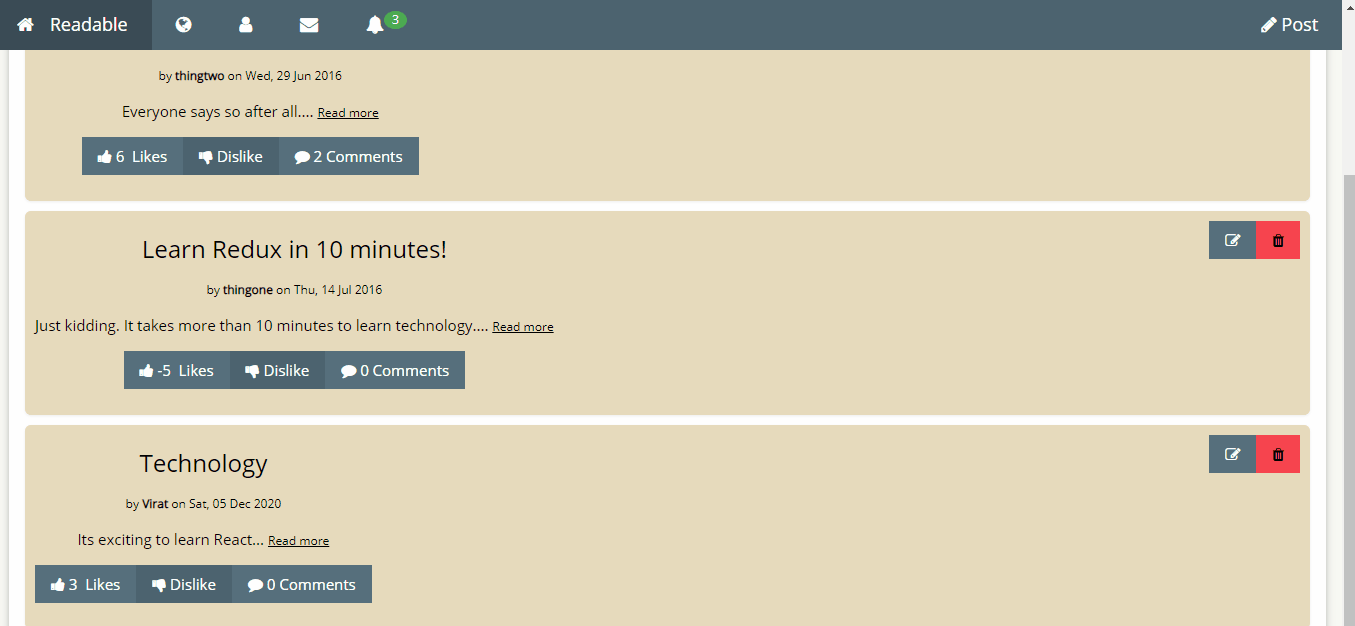 Readable 3 Post
by thingtwo on Wed, 29 Jun 2016
Everyone says so after all.... Read more
6 Likes Dislike 2 Comments
Learn Redux in 10 minutes!
by thingone on Thu, 14 Jul 2016
Just kidding. It takes more than 10 minutes to learn technology.... Read more
-5 Likes Dislike 0 Comments
Technology
by Virat on Sat, 05 Dec 2020
Its exciting to learn React... Read more
3 Likes Dislike 0 Comments